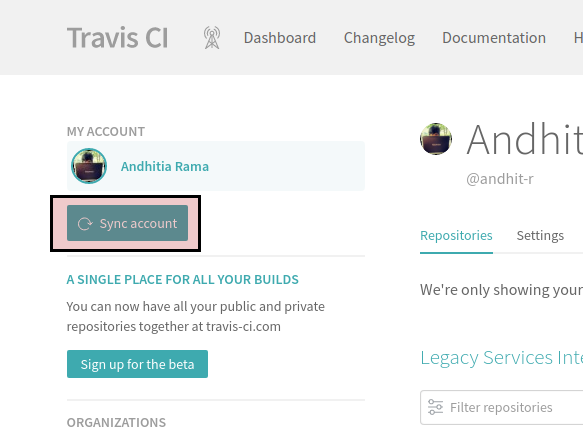 Travis CI
Dashboard
Changelog
Documentation
H
MY ACCOUNT
Andhitia Rama
Sync account
A SINGLE PLACE FOR ALL YOUR BUILDS
You can now have all your public and private
repositories together at travis-ci.com
Sign up for the beta
ORGANIZATIONS
Andhit
@andhit-r
Repositories
Settings
We're only showing your
Legacy Services Inte
Filter repositories